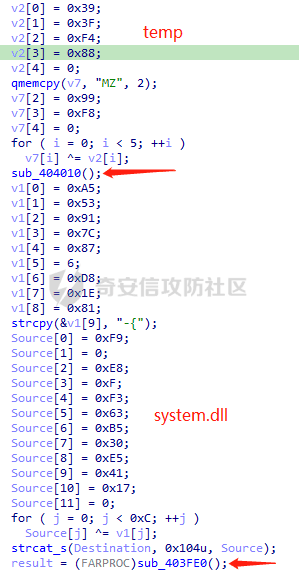 v2[0] = 0x39;
v2[1] = 0x3F;
v2[2] = 0xF4;
temp
v2[3] = 0x88;
v2[4] = 0;
qmemcpy(v7, "MZ", 2);
v7[2] = 0x99;
v7[3] = 0xF8;
v7[4] = 0;
for ( i = 0; i < 5; ++i )
v7[i] ^= v2[i];
sub_404010();
v1[0] = 0xA5;
v1[1] = 0x53;
v1[2] = 0x91;
v1[3] = 0x7C;
v1[4] = 0x87;
v1[5] = 6;
v1[6] = 0xD8;
奇安信攻防社区
v1[7] = 0x1E;
v1[8] = 0x81;
strcpy(&v1[9], "-{");
Source[0] = 0xF9;
Source[1] = 0;
Source[2] = 0xE8;
Source[3] = 0xF;
Source[4] = 0xF3;
Source[5] = 0x63;
system.dll
Source[6] = 0xB5;
Source[7] = 0x30;
Source[8] = 0xE5;
Source[9] = 0x41;
Source[10] = 0x17;
Source[11] = 0;
for ( j = 0; j < 0xC; ++j )
Source[j] ^= v1[j];
strcat_s(Destination, 0x104u, Source);
result = (FARPROC)sub_403FE0();